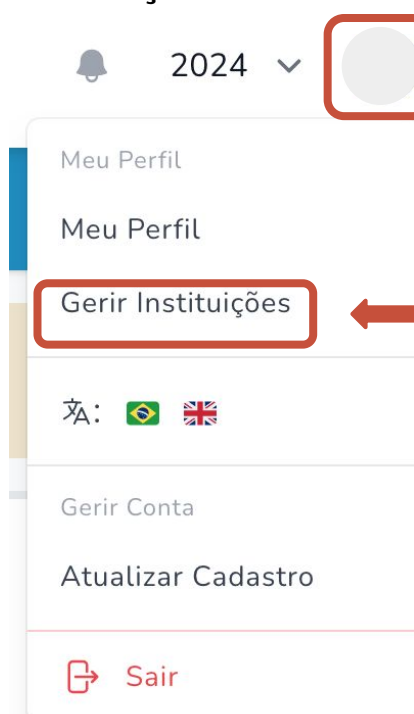 2024
Meu Perfil
Meu Perfil
Gerir Instituições
文A:
Gerir Conta
Atualizar Cadastro
Sair